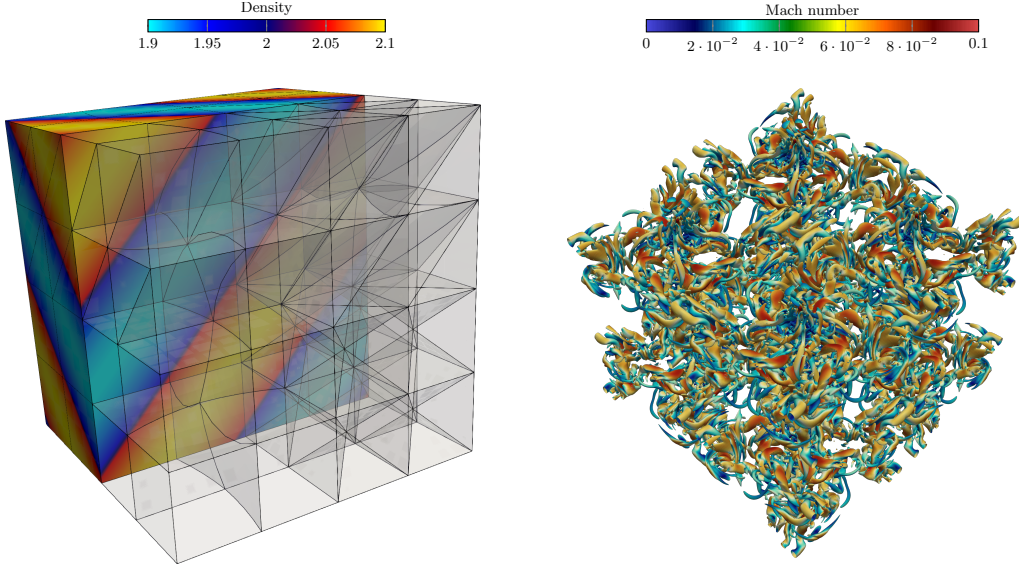 Density
1.9 1.95 2 2.05 2.1
Mach number
0 2 · 10⁻² 4 · 10⁻² 6 · 10⁻² 8 · 10⁻² 0.1